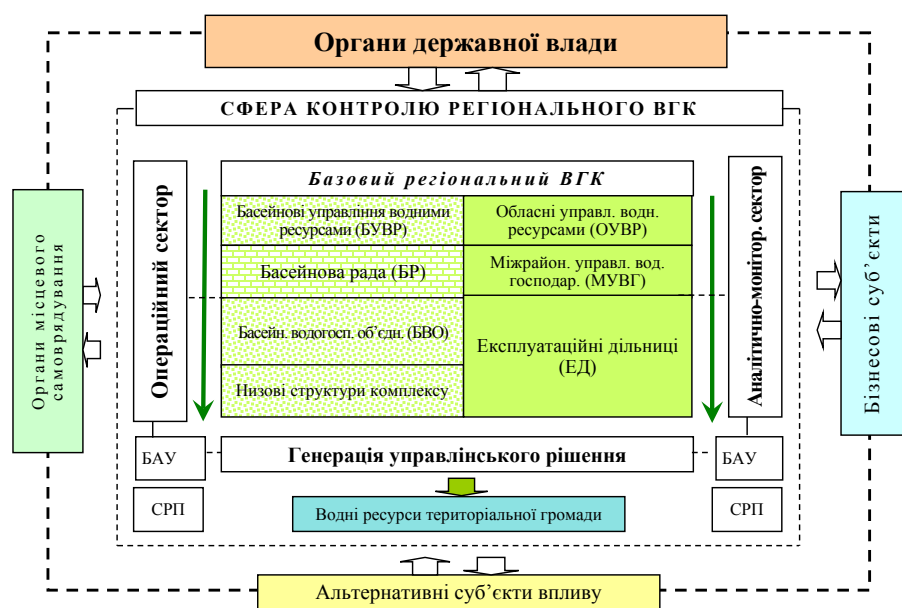 Органи державної влади
СФЕРА КОНТРОЛЮ РЕГІОНАЛЬНОГО ВГК
Органи місцевого
самоврядування
Операційний сектор
Базовий регіональний ВГК
Басейнові управління водними
ресурсами (БУВР)
Обласні управл. водн.
ресурсами (ОУВР)
Басейнова рада (БР)
Міжрайон. управл. вод.
господар. (МУВГ)
Басейн. водогосп. об’єдн. (БВО)
Експлуатаційні дільниці
(ЕД)
Низові структури комплексу
Аналітично-монітор. сектор
Бізнесові суб’єкти
БАУ
Генерація управлінського рішення
БАУ
СРП
Водні ресурси територіальної громади
СРП
Альтернативні суб’єкти впливу